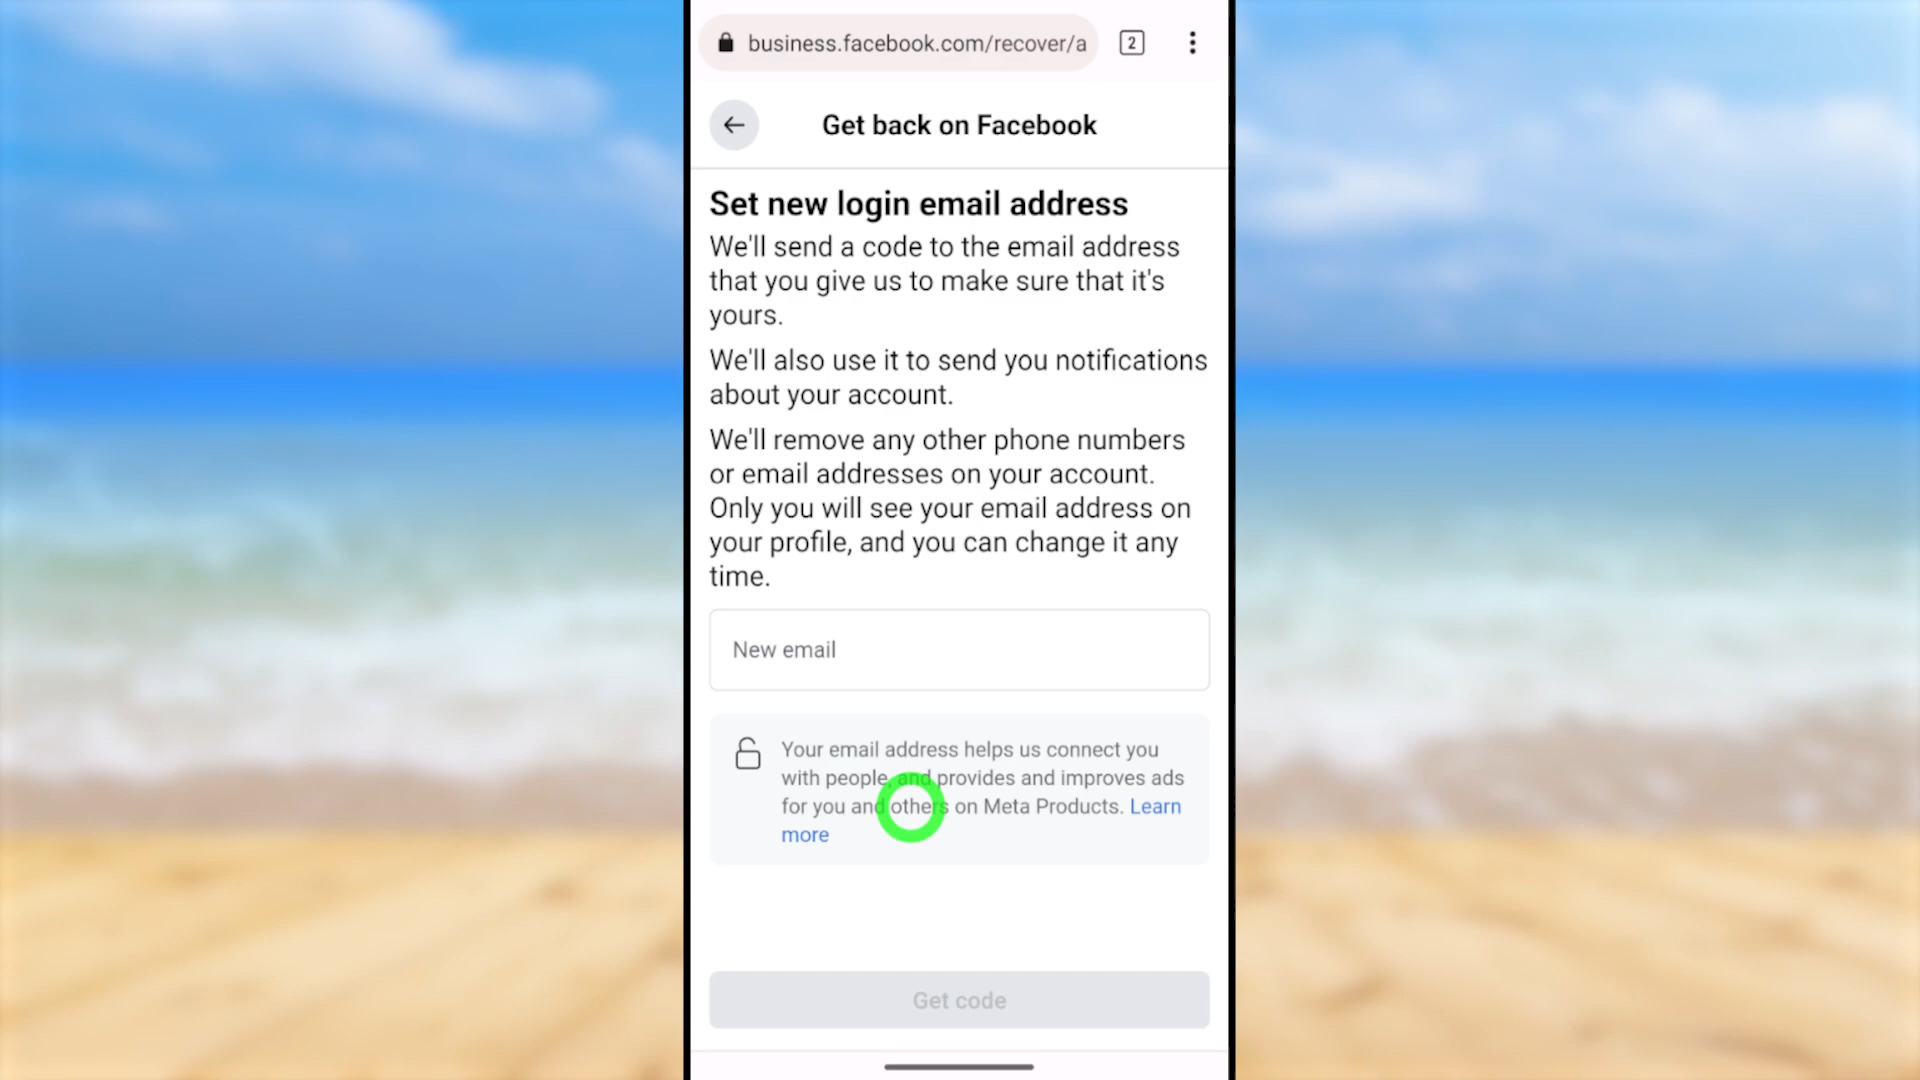 business.facebook.com/recover/a
2
Get back on Facebook
Set new login email address
We'll send a code to the email address
that you give us to make sure that it's
yours.
We'll also use it to send you notifications
about your account.
We'll remove any other phone numbers
or email addresses on your account.
Only you will see your email address on
your profile, and you can change it any
time.
New email
Your email address helps us connect you
with people, and provides and improves ads
for you and others on Meta Products. Learn
more
Get code